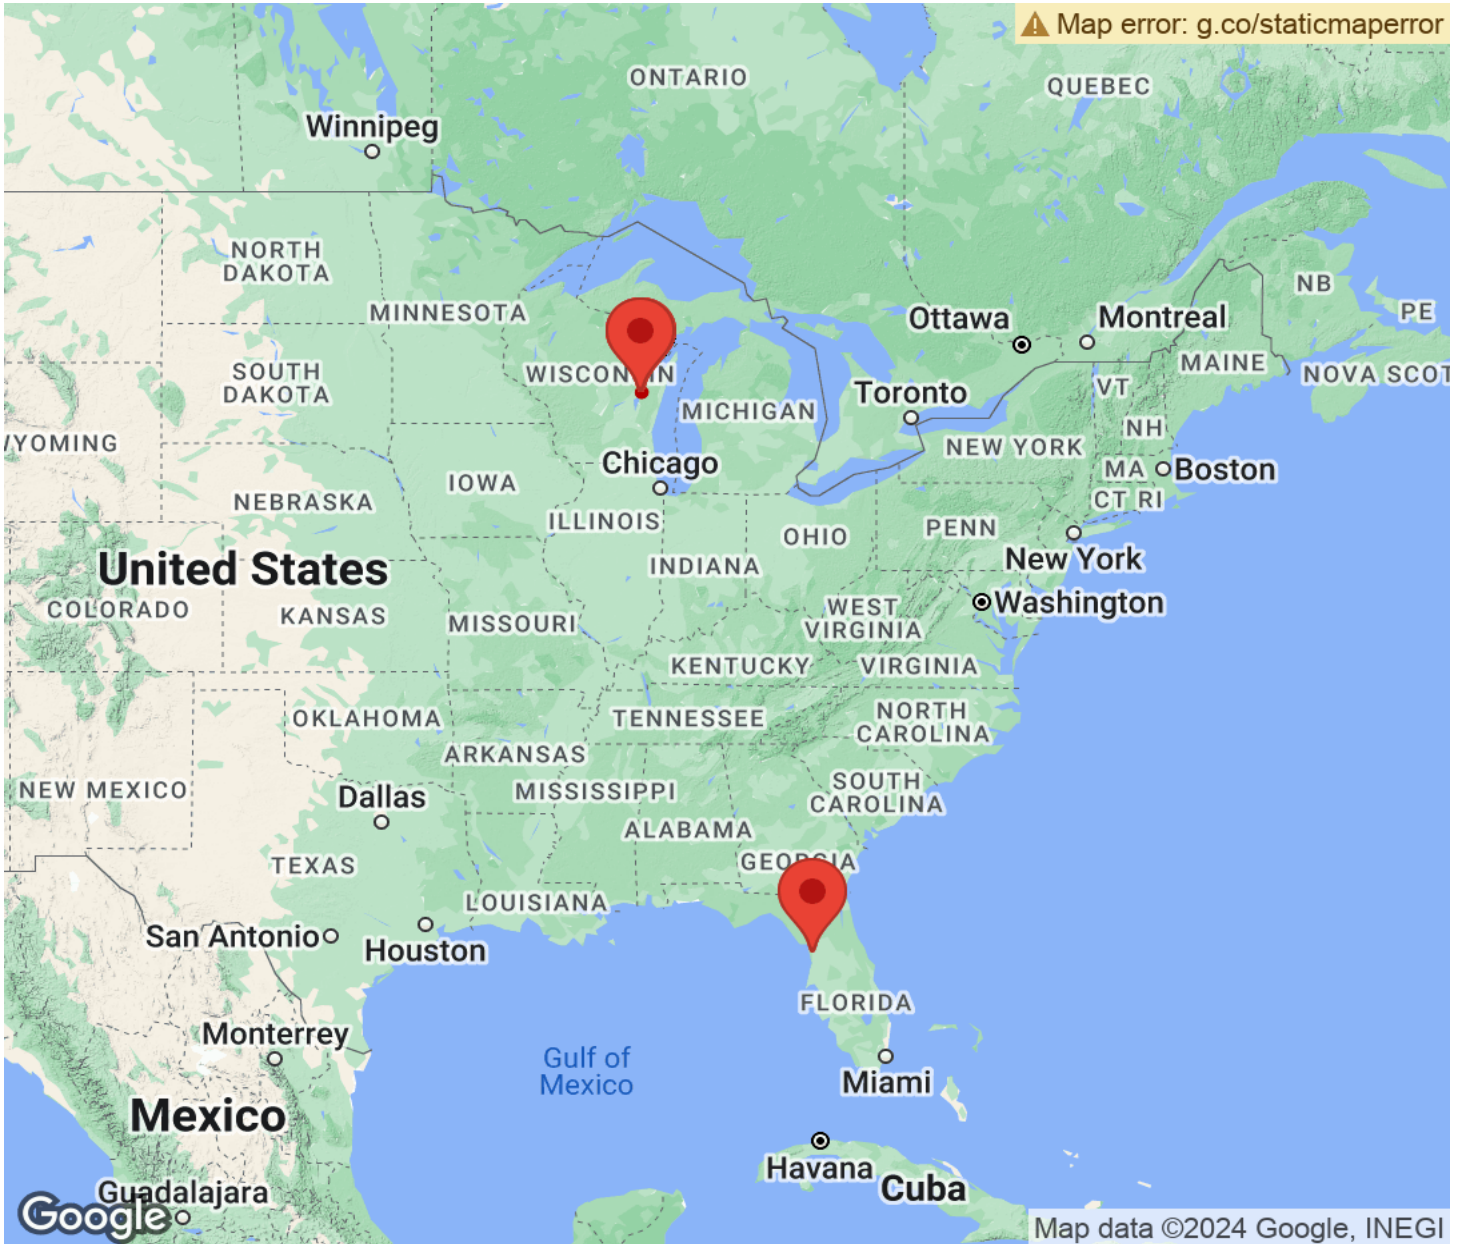 Map error: g.co/staticmaperror
ONTARIO
QUEBEC
Winnipeg
NORTH
DAKOTA
NB
MINNESOTA
PE
Ottawa
Montreal
MAINE
SOUTH
DAKOTA
WISCONSIN
NOVA SCOT
VT
Toronto
MICHIGAN
NH
WYOMING
NEW YORK
Chicago
MA
Boston
IOWA
NEBRASKA
CT RI
ILLINOIS
PENN
OHIO
New York
United States
INDIANA
COLORADO
KANSAS
MISSOURI
WEST
VIRGINIA
Washington
KENTUCKY
VIRGINIA
OKLAHOMA
TENNESSEE
NORTH
CAROLINA
ARKANSAS
NEW MEXICO
Dallas
MISSISSIPPI
SOUTH
CAROLINA
ALABAMA
TEXAS
GEORGIA
LOUISIANA
San Antonio
Houston
FLORIDA
Monterrey
Gulf of
Mexico
Miami
Mexico
Havana
Cuba
Guadalajara
Google
Map data ©2024 Google, INEGI